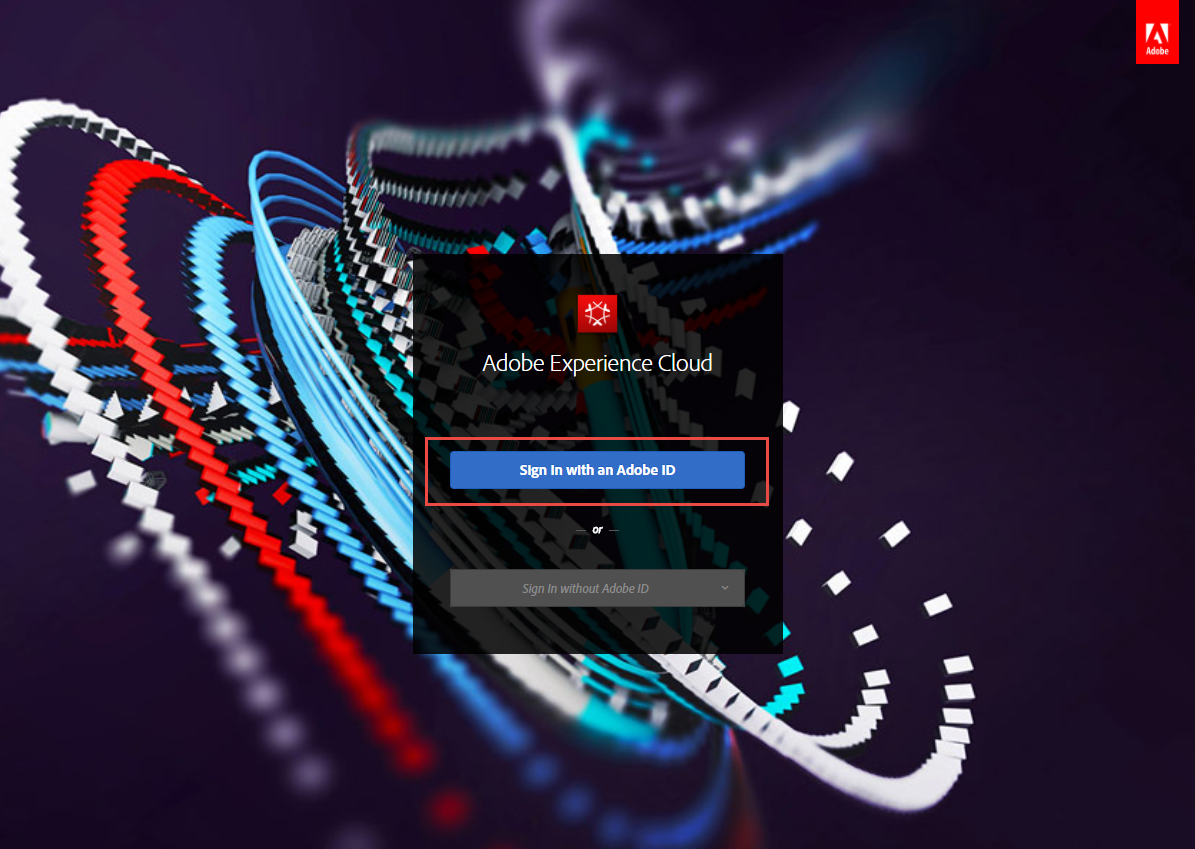 Adobe
Adobe Experience Cloud
Sign In with an Adobe ID
or
Sign In without Adobe ID